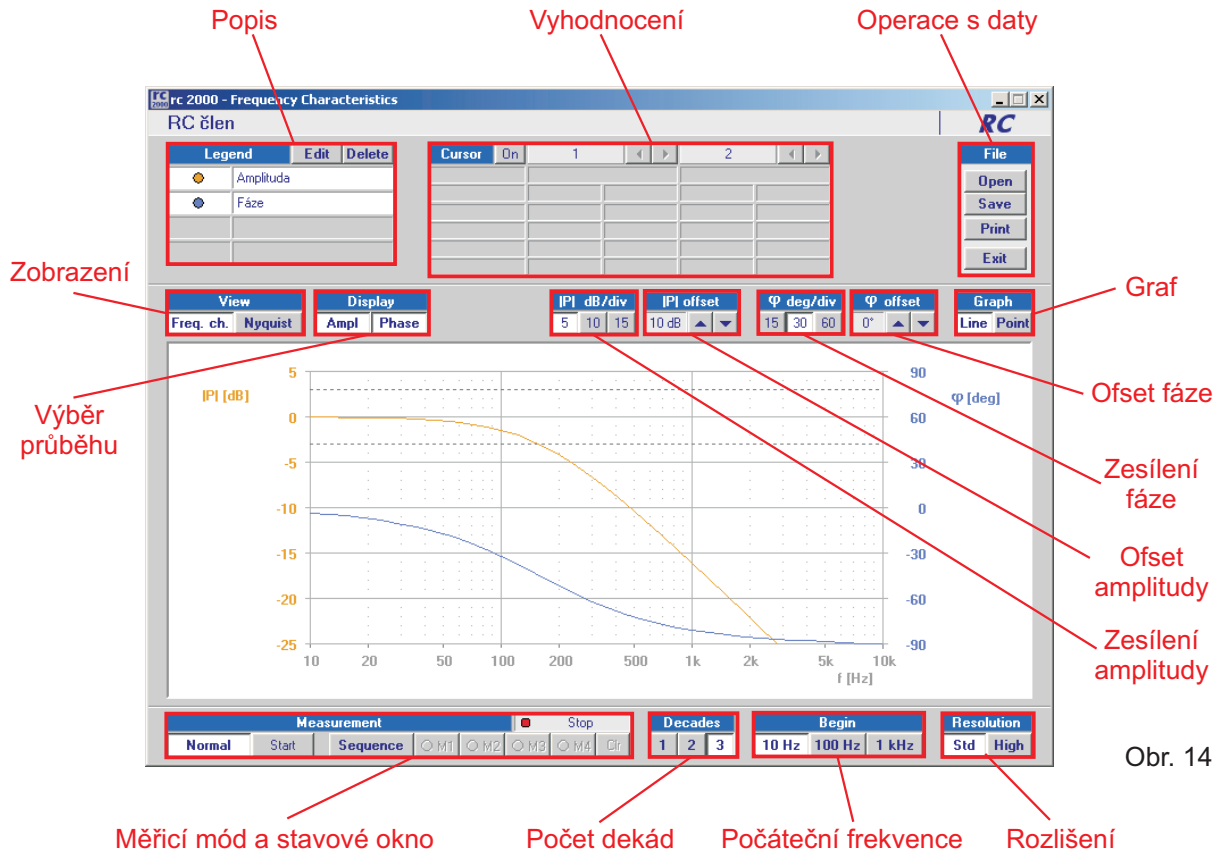 Popis
Vyhodnocení
Operace s daty
rc 2000 rc 2000 - Frequency Characteristics
RC člen
RC
Legend Edit Delete
Amplituda
Fáze
Cursor On 1 2
File
Open
Save
Print
Exit
Zobrazení
Graf
View
Freq. ch. Nyquist
Display
Ampl Phase
|P| dB/div
5 10 15
|P| offset
10 dB
φ deg/div
15 30 60
φ offset
0°
Graph
Line Point
Výběr
průběhu
Ofset fáze
Zesílení
fáze
Ofset
amplitudy
Zesílení
amplitudy
|P| [dB]
5
0
-5
-10
-15
-20
-25
φ [deg]
90
60
30
0
-30
-60
-90
10 20 50 100 200 500 1k 2k 5k 10k
f [Hz]
Measurement Stop
Normal Start Sequence M1 M2 M3 M4 Clr
Decades
1 2 3
Begin
10 Hz 100 Hz 1 kHz
Resolution
Std High
Obr. 14
Měřicí mód a stavové okno
Počet dekád
Počáteční frekvence
Rozlišení